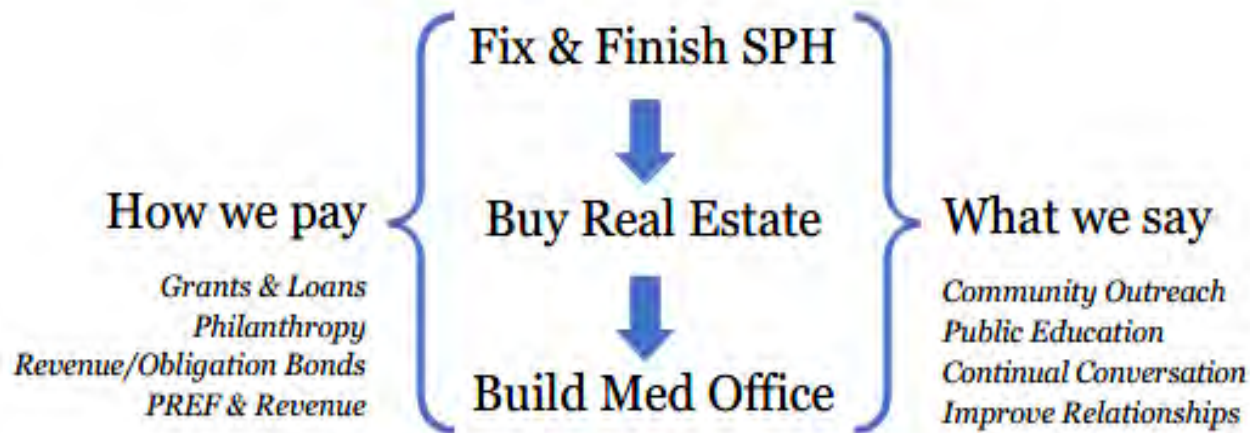 Fix & Finish SPH
How we pay
Grants & Loans
Philanthropy
Revenue/Obligation Bonds
PREF & Revenue
Buy Real Estate
Build Med Office
What we say
Community Outreach
Public Education
Continual Conversation
Improve Relationships